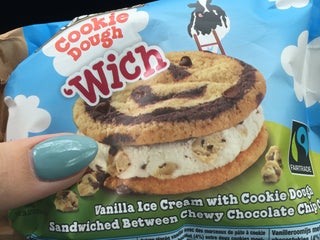 Cookie
Dough
'Wich
FAIRTRADE
Vanilla Ice Cream with Cookie Dough
Sandwiched Between Chewy Chocolate Chip